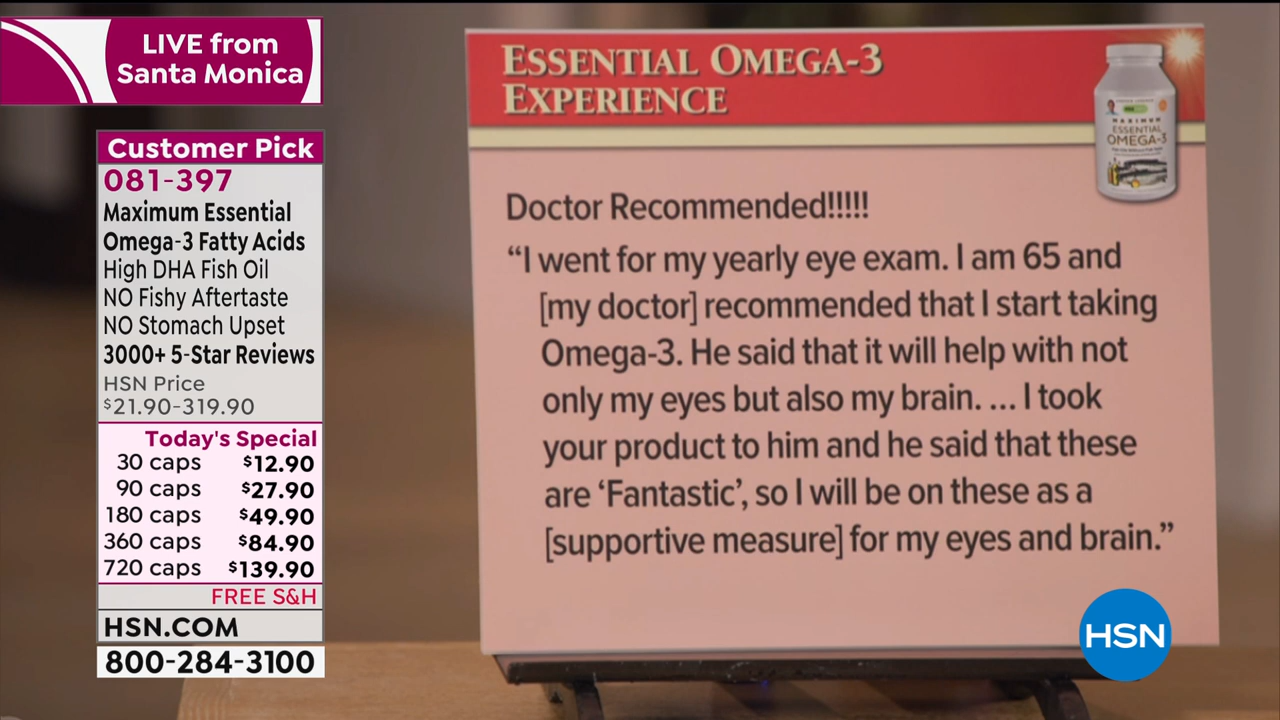 LIVE from
Santa Monica
Customer Pick
081-397
Maximum Essential
Omega-3 Fatty Acids
High DHA Fish Oil
NO Fishy Aftertaste
NO Stomach Upset
3000+ 5-Star Reviews
HSN Price
$21.90-319.90
Today's Special
30 caps $12.90
90 caps $27.90
180 caps $49.90
360 caps $84.90
720 caps $139.90
FREE S&H
HSN.COM
800-284-3100
ESSENTIAL OMEGA-3
EXPERIENCE
MAXIMUM
ESSENTIAL
OMEGA-3
Doctor Recommended!!!!!
“I went for my yearly eye exam. I am 65 and
[my doctor] recommended that I start taking
Omega-3. He said that it will help with not
only my eyes but also my brain. ... I took
your product to him and he said that these
are ‘Fantastic’, so I will be on these as a
[supportive measure] for my eyes and brain.”
HSN